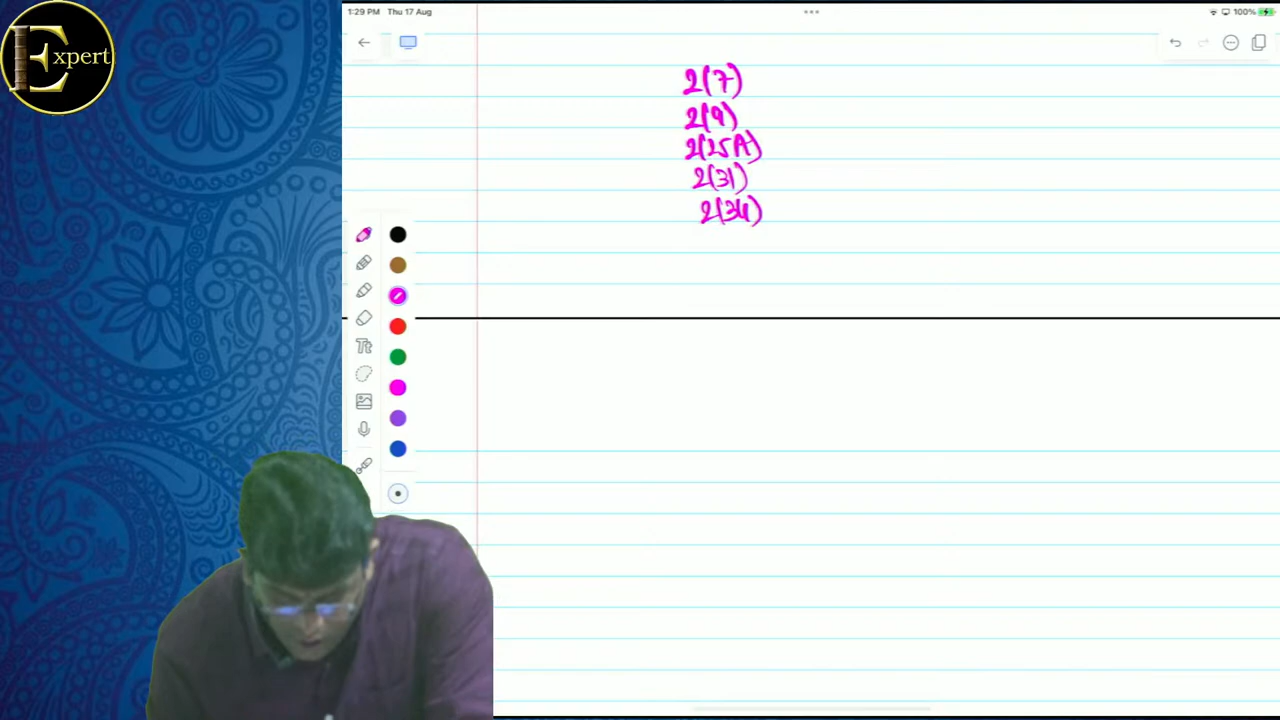 Expert
1:29 PM Thu 17 Aug
100%
2(7)
2(9)
2(25A)
2(31)
2(34)